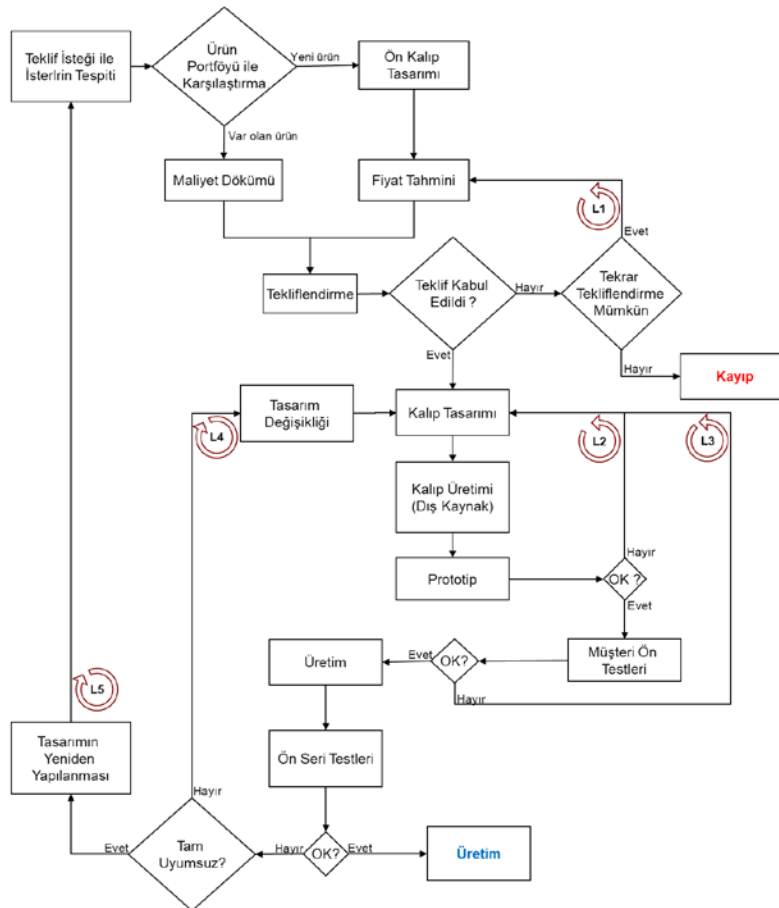 Teklif İsteği ile
İsterlrin Tespiti
Ürün
Portföyü ile
Karşılaştırma
Yeni ürün
Ön Kalıp
Tasarımı
Var olan ürün
Maliyet Dökümü
Fiyat Tahmini
L1
Evet
Tekliflendirme
Teklif Kabul
Edildi ?
Hayır
Tekrar
Tekliflendirme
Mümkün
Evet
Hayır
Kayıp
Tasarım
Değişikliği
L4
Kalıp Tasarımı
L2
L3
Kalıp Üretimi
(Dış Kaynak)
Hayır
Prototip
OK ?
Evet
Müşteri Ön
Testleri
Üretim
Evet
OK?
Hayır
L5
Tasarımın
Yeniden
Yapılanması
Ön Seri Testleri
Hayır
Tam
Uyumsuz?
Evet
Hayır
OK?
Evet
Üretim